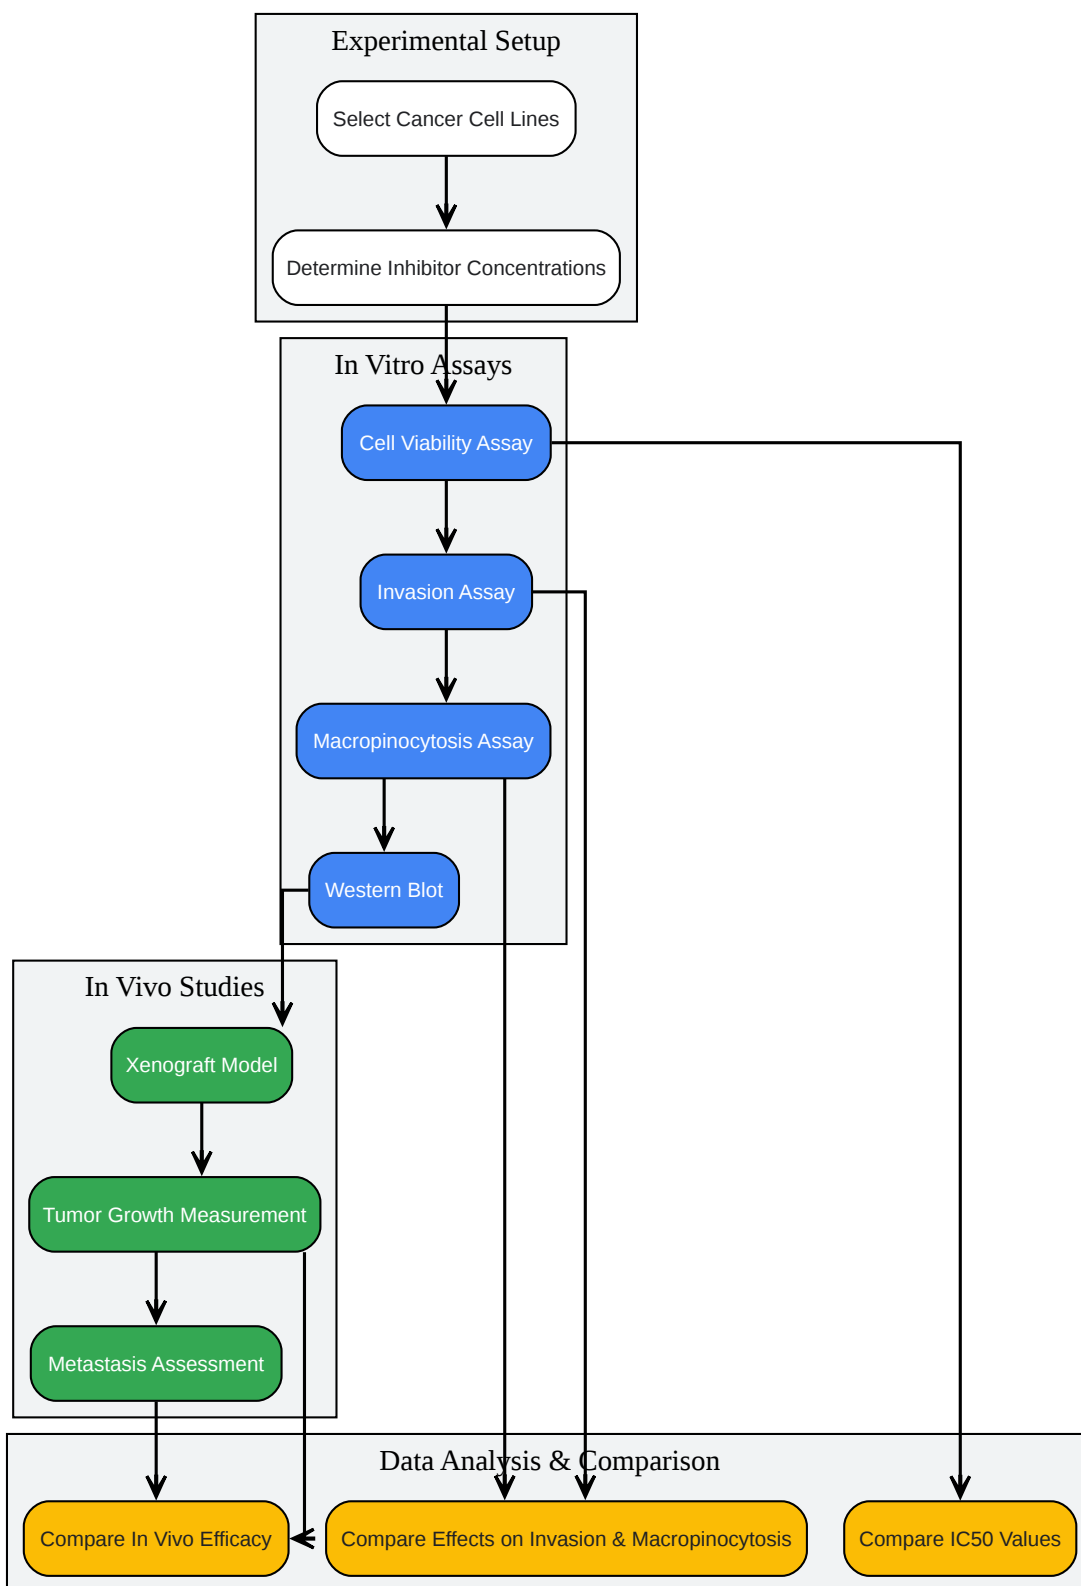 Experimental Setup
Select Cancer Cell Lines
Determine Inhibitor Concentrations
In Vitro Assays
Cell Viability Assay
Invasion Assay
Macropinocytosis Assay
Western Blot
In Vivo Studies
Xenograft Model
Tumor Growth Measurement
Metastasis Assessment
Data Analysis & Comparison
Compare In Vivo Efficacy
Compare Effects on Invasion & Macropinocytosis
Compare IC50 Values